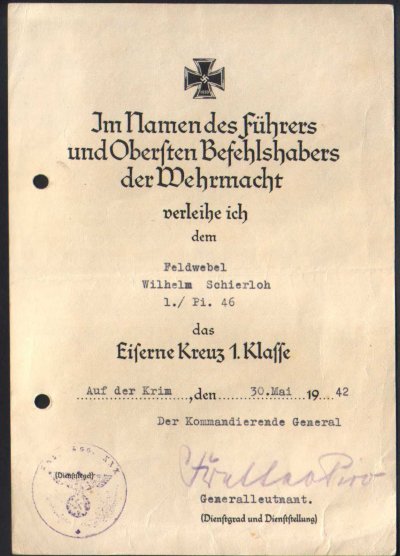 Im Namen des Führers
und Obersten Befehlshabers
der Wehrmacht
verleihe ich
dem
Feldwebel
Wilhelm Schierloh
1./ Pi. 46
das
Eiserne Kreuz 1. Klasse
Auf der Krim ,den 30.Mai 19 42
Der Kommandierende General
(Dienstsiegel)
Generalleutnant.
(Dienstgrad und Dienststellung)